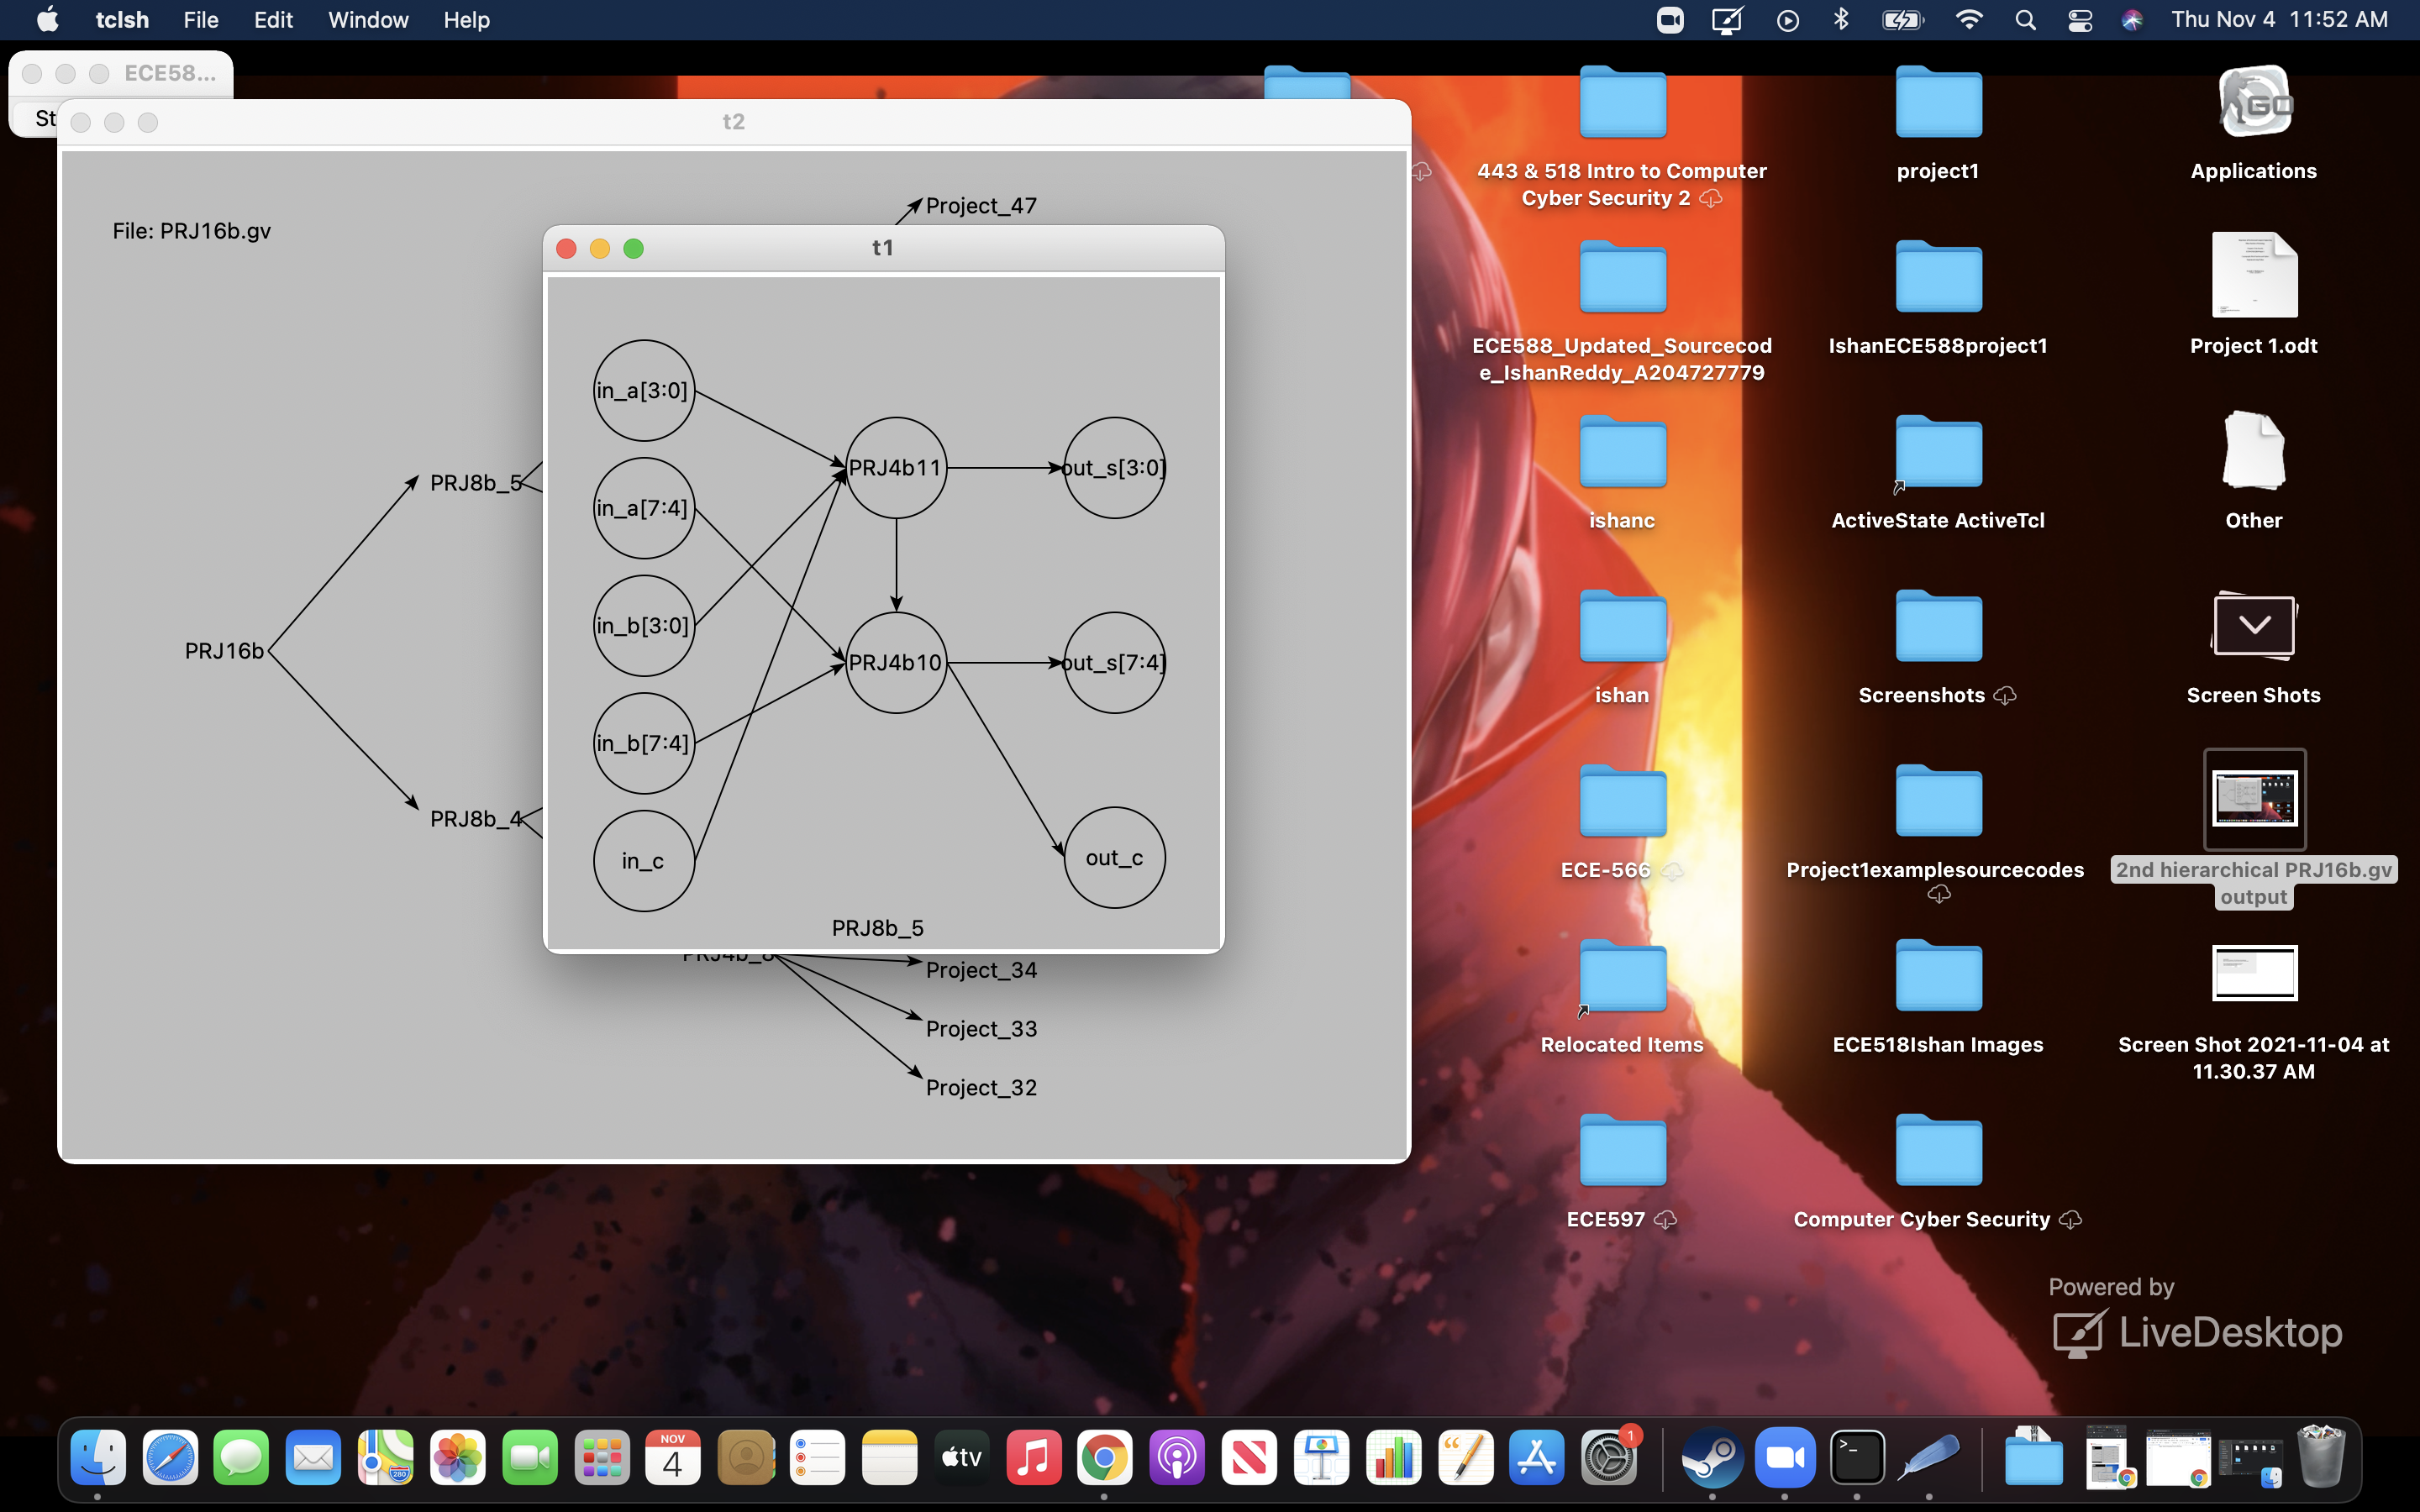 tclsh File Edit Window Help
Thu Nov 4 11:52 AM
ECE58...
St
t2
File: PRJ16b.gv
Project_47
PRJ8b_5
PRJ16b
PRJ8b_4
t1
in_a[3:0]
in_a[7:4]
in_b[3:0]
in_b[7:4]
in_c
PRJ4b11
PRJ4b10
out_s[3:0]
out_s[7:4]
out_c
PRJ8b_5
Project_34
Project_33
Project_32
443 & 518 Intro to Computer
Cyber Security 2
project1
Applications
ECE588_Updated_Sourcecod
e_IshanReddy_A204727779
IshanECE588project1
Project 1.odt
ishanc
ActiveState ActiveTcl
Other
ishan
Screenshots
Screen Shots
ECE-566
Project1examplesourcecodes
2nd hierarchical PRJ16b.gv
output
Relocated Items
ECE518Ishan Images
Screen Shot 2021-11-04 at
11.30.37 AM
ECE597
Computer Cyber Security
Powered by
LiveDesktop
GO
280
NOV
4
tv
1
>_